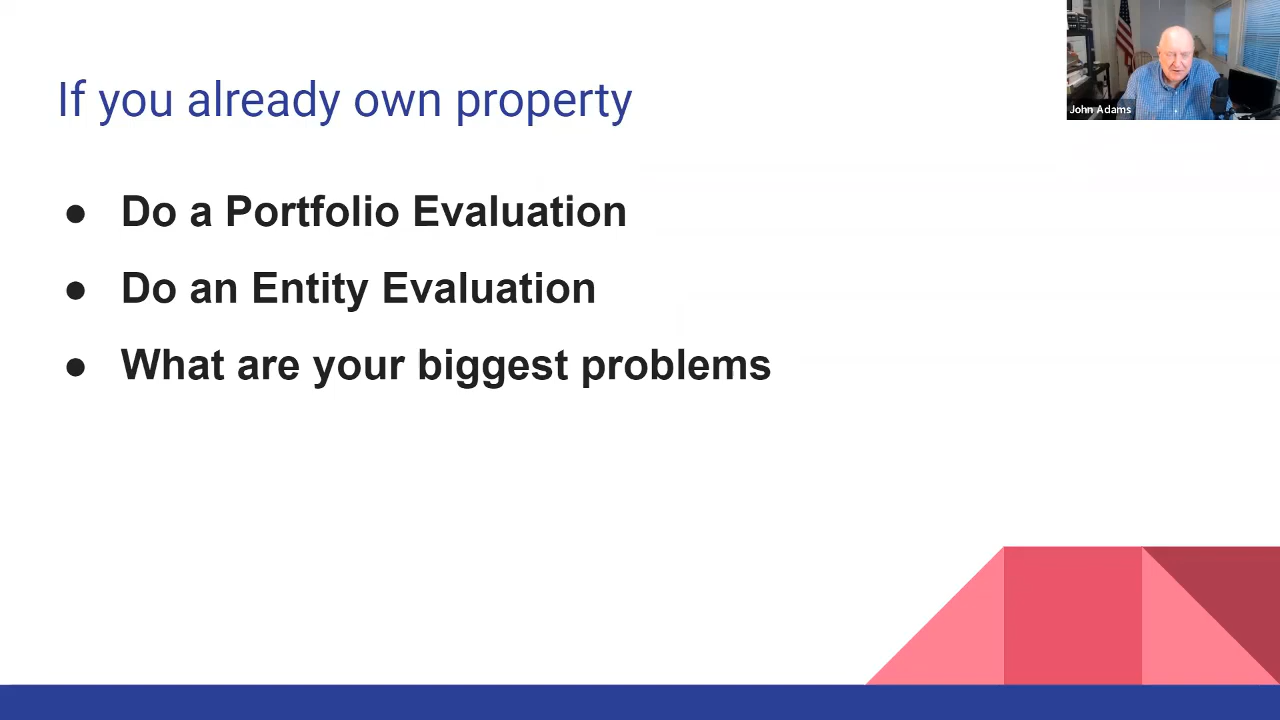 If you already own property
John Adams
● Do a Portfolio Evaluation
● Do an Entity Evaluation
● What are your biggest problems